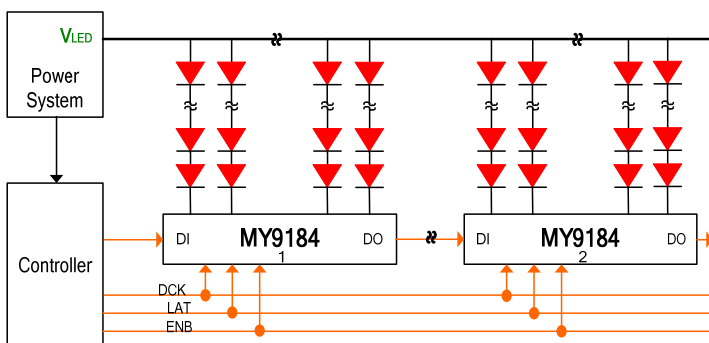 VLED
Power
System
DI
MY9184
1
DO
DI
MY9184
2
DO
Controller
DCK
LAT
ENB